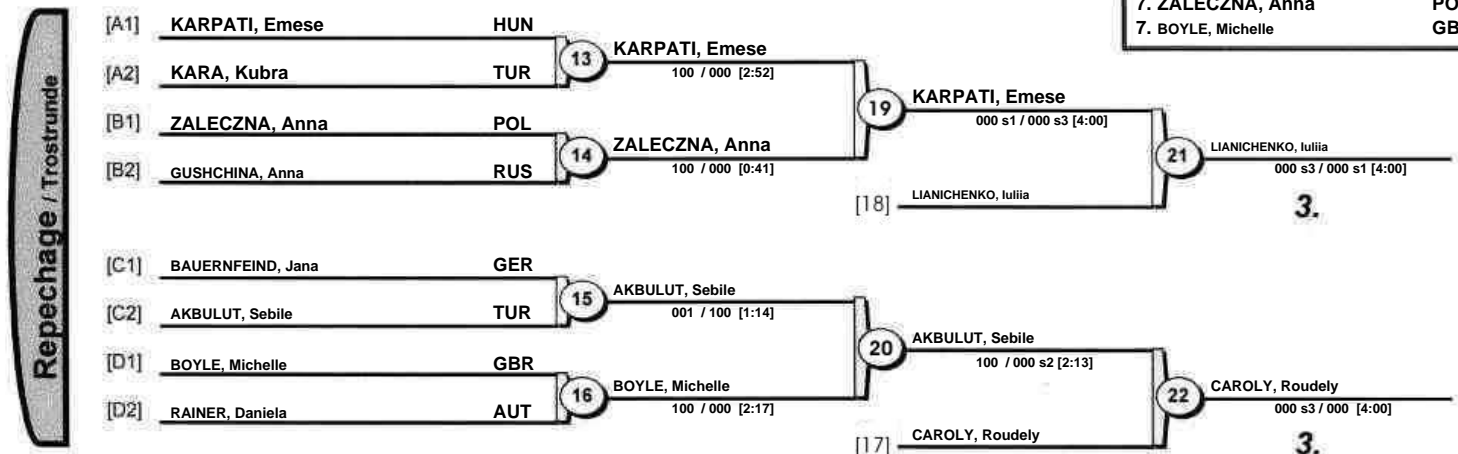 7. ZALECZNA, Anna PO
7. BOYLE, Michelle GB
Repechage / Trostrunde
[A1] KARPATI, Emese HUN
[A2] KARA, Kubra TUR
13 KARPATI, Emese
100 / 000 [2:52]
[B1] ZALECZNA, Anna POL
[B2] GUSHCHINA, Anna RUS
14 ZALECZNA, Anna
100 / 000 [0:41]
19 KARPATI, Emese
000 s1 / 000 s3 [4:00]
[18] LIANICHENKO, Iuliia
21 LIANICHENKO, Iuliia
000 s3 / 000 s1 [4:00]
3.
[C1] BAUERNFEIND, Jana GER
[C2] AKBULUT, Sebile TUR
15 AKBULUT, Sebile
001 / 100 [1:14]
[D1] BOYLE, Michelle GBR
[D2] RAINER, Daniela AUT
16 BOYLE, Michelle
100 / 000 [2:17]
20 AKBULUT, Sebile
100 / 000 s2 [2:13]
[17] CAROLY, Roudely
22 CAROLY, Roudely
000 s3 / 000 [4:00]
3.